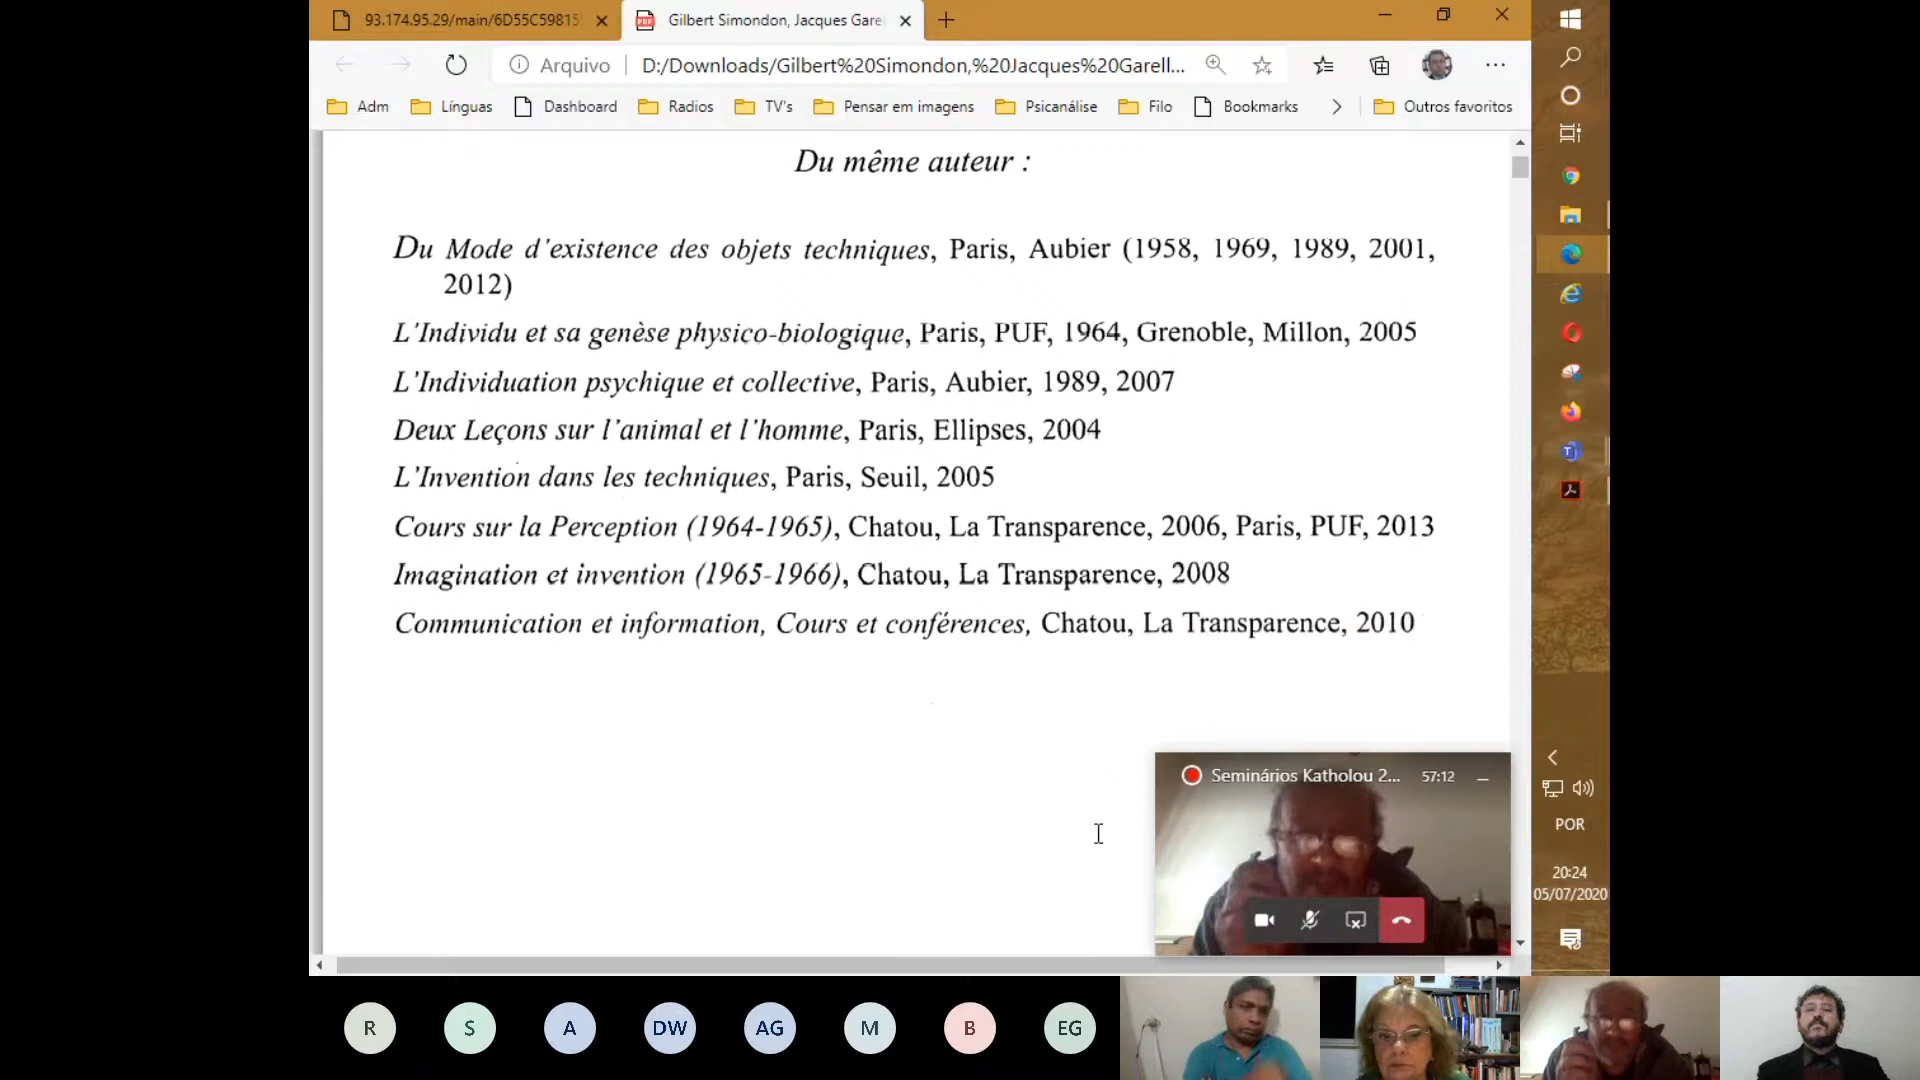 93.174.95.29/main/6D55C59815
Gilbert Simondon, Jacques Gare
Arquivo
D:/Downloads/Gilbert%20Simondon,%20Jacques%20Garell...
Adm
Línguas
Dashboard
Radios
TV's
Pensar em imagens
Psicanálise
Filo
Bookmarks
Outros favoritos
Du même auteur :
Du Mode d'existence des objets techniques, Paris, Aubier (1958, 1969, 1989, 2001,
2012)
L'Individu et sa genèse physico-biologique, Paris, PUF, 1964, Grenoble, Millon, 2005
L'Individuation psychique et collective, Paris, Aubier, 1989, 2007
Deux Leçons sur l'animal et l'homme, Paris, Ellipses, 2004
L'Invention dans les techniques, Paris, Seuil, 2005
Cours sur la Perception (1964-1965), Chatou, La Transparence, 2006, Paris, PUF, 2013
Imagination et invention (1965-1966), Chatou, La Transparence, 2008
Communication et information, Cours et conférences, Chatou, La Transparence, 2010
Seminários Katholou 2...
57:12
POR
20:24
05/07/2020
R
S
A
DW
AG
M
B
EG